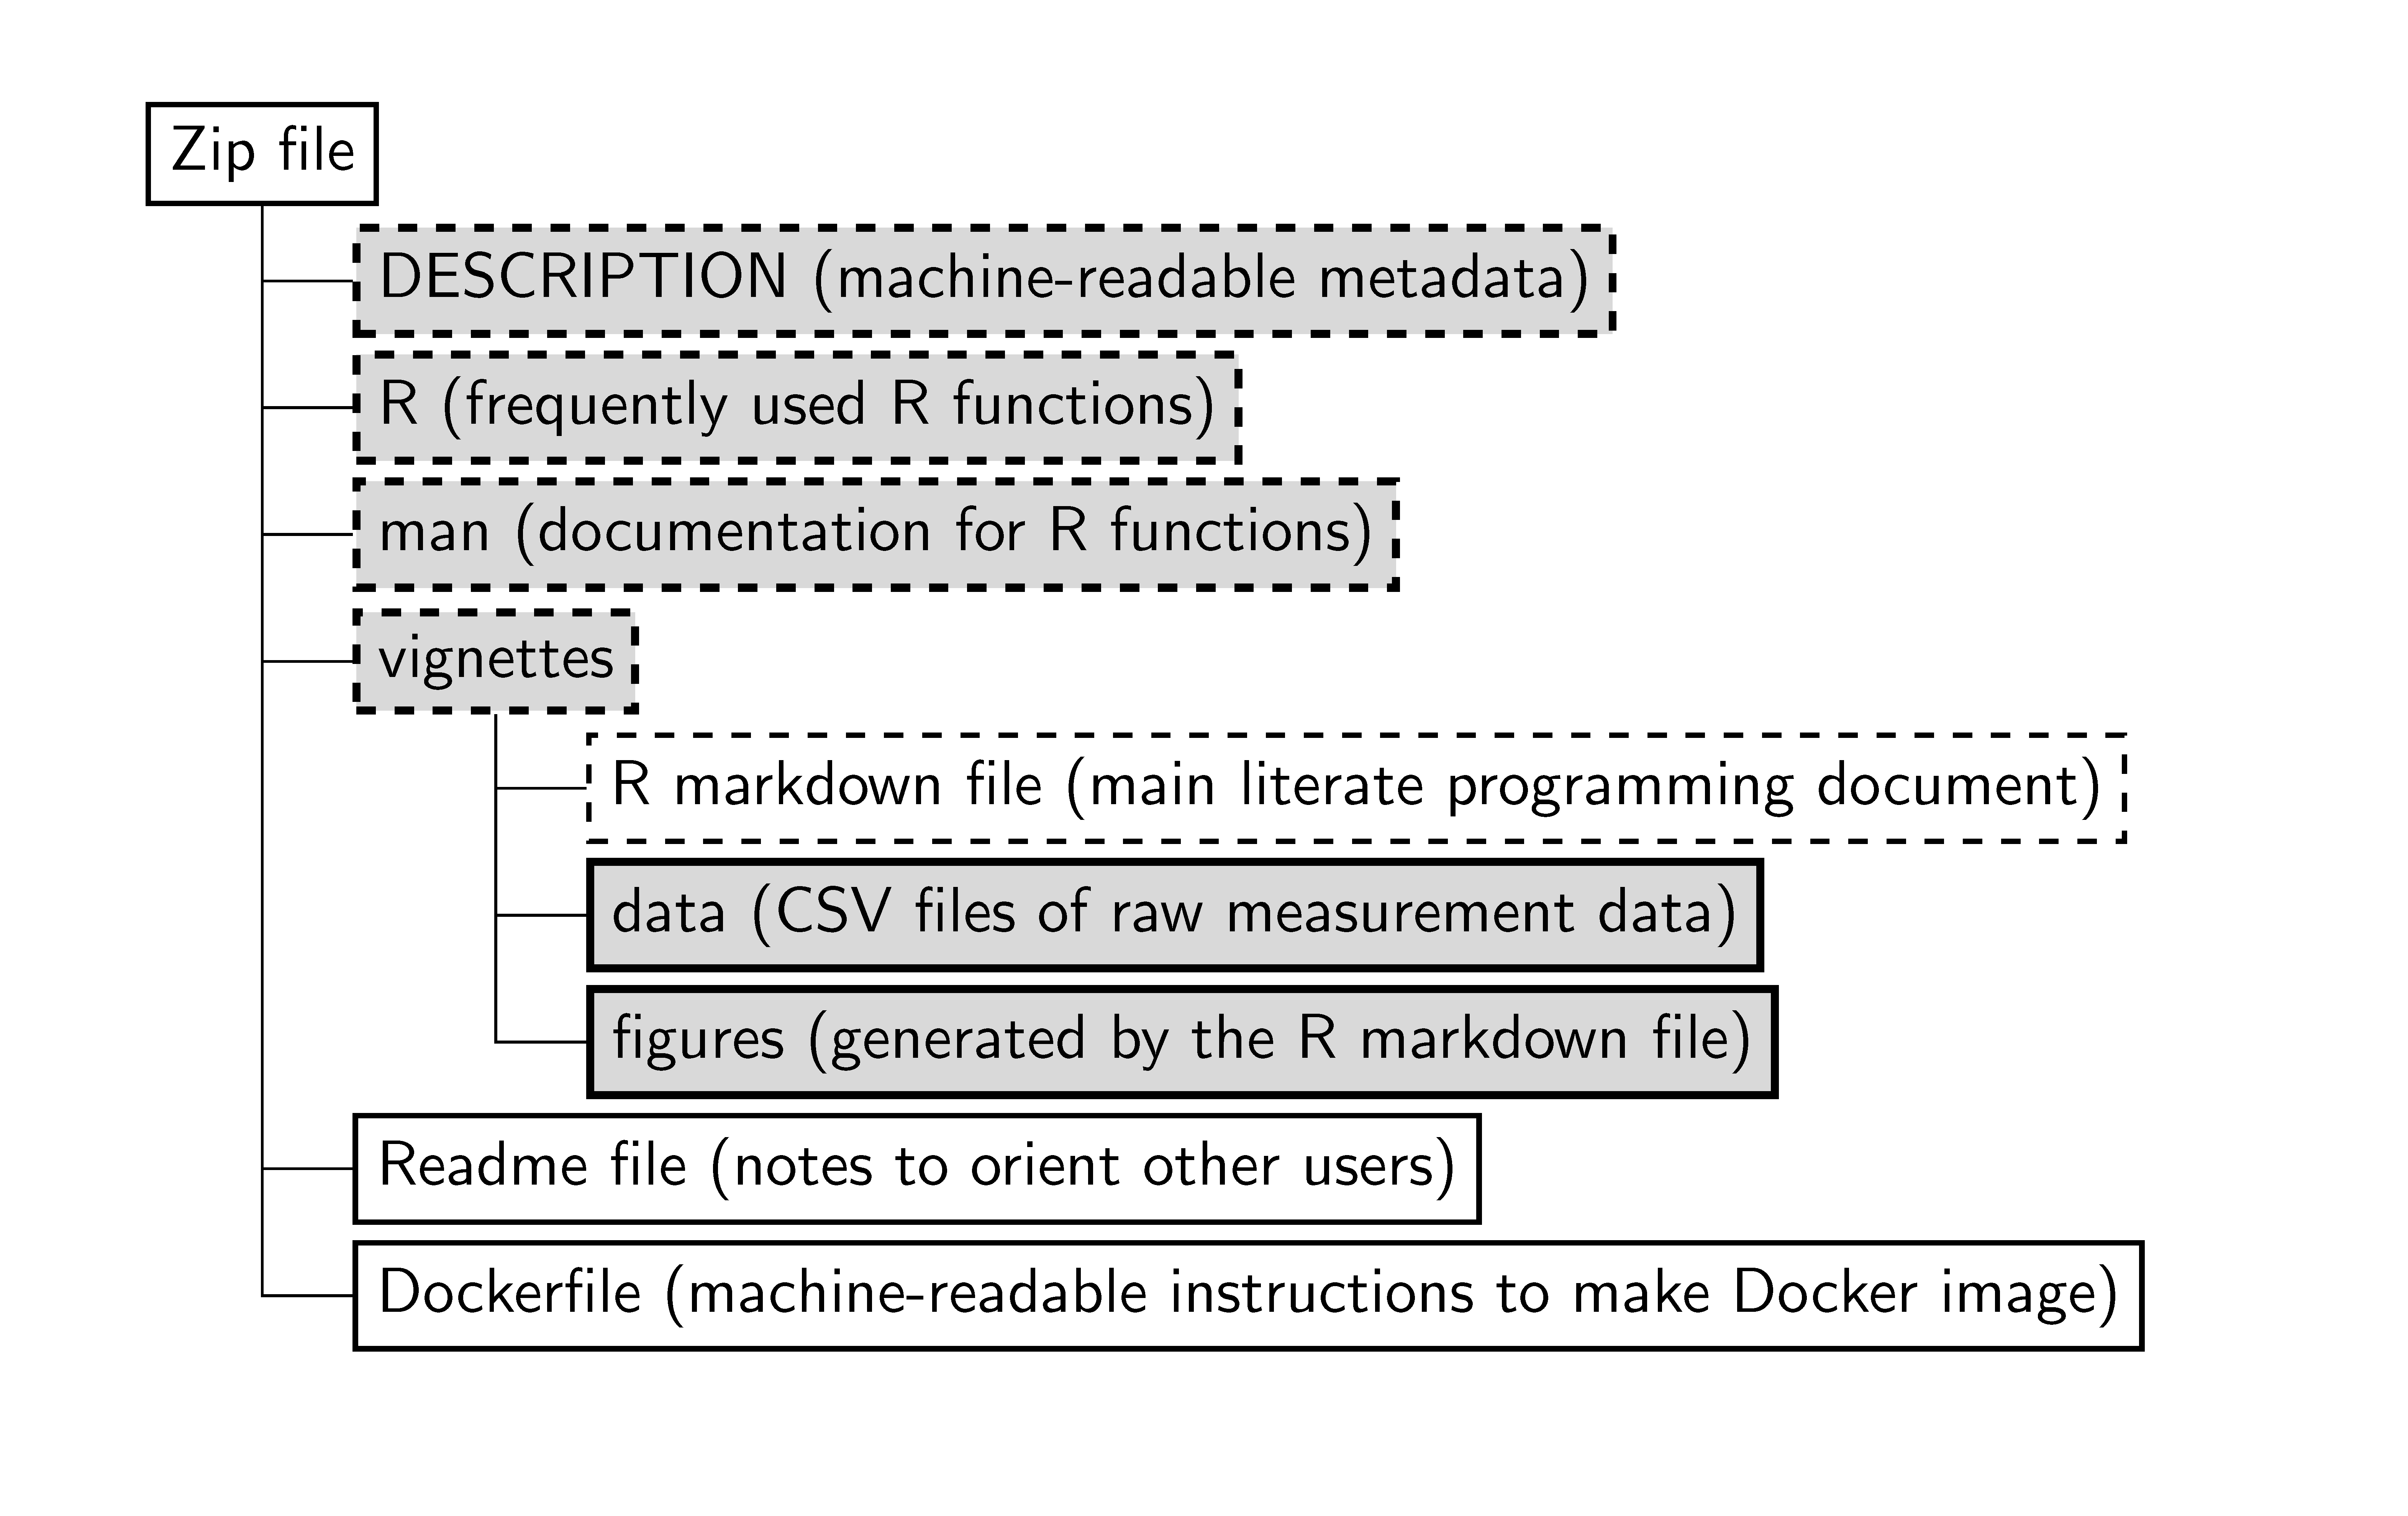 Zip file
DESCRIPTION (machine-readable metadata)
R (frequently used R functions)
man (documentation for R functions)
vignettes
R markdown file (main literate programming document)
data (CSV files of raw measurement data)
figures (generated by the R markdown file)
Readme file (notes to orient other users)
Dockerfile (machine-readable instructions to make Docker image)